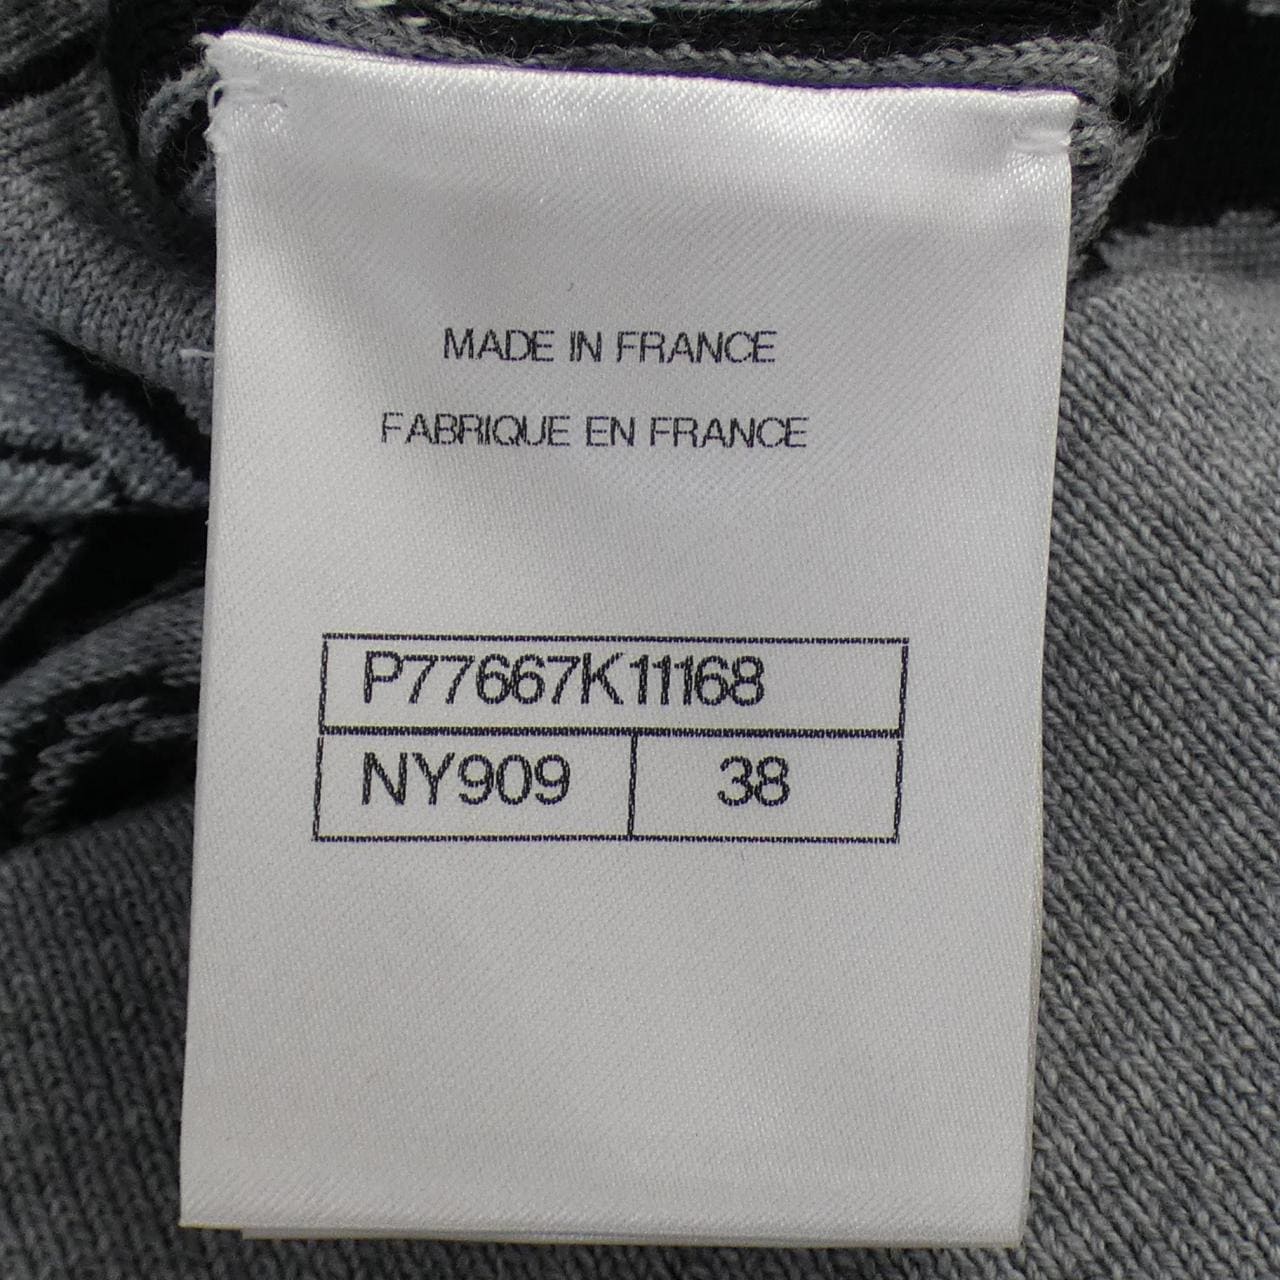 MADE IN FRANCE
FABRIQUE EN FRANCE
P77667K11168
NY909 38